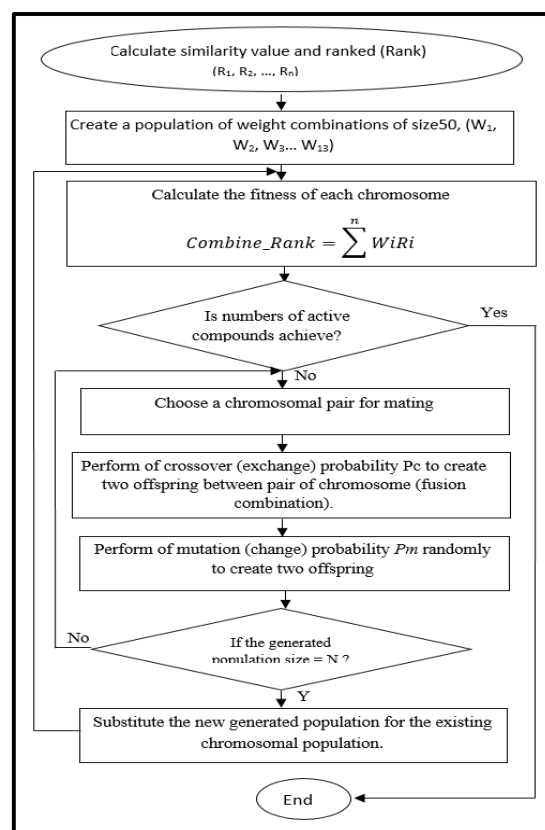 Calculate similarity value and ranked (Rank)
(R₁, R₂, ..., Rₙ)
Create a population of weight combinations of size50, (W₁,
W₂, W₃... W₁₃)
Calculate the fitness of each chromosome
n
Combine_Rank = ∑ WiRi
Is numbers of active
compounds achieve?
Yes
No
Choose a chromosomal pair for mating
Perform of crossover (exchange) probability Pc to create
two offspring between pair of chromosome (fusion
combination).
Perform of mutation (change) probability Pm randomly
to create two offspring
No
If the generated
population size = N ?
Y
Substitute the new generated population for the existing
chromosomal population.
End